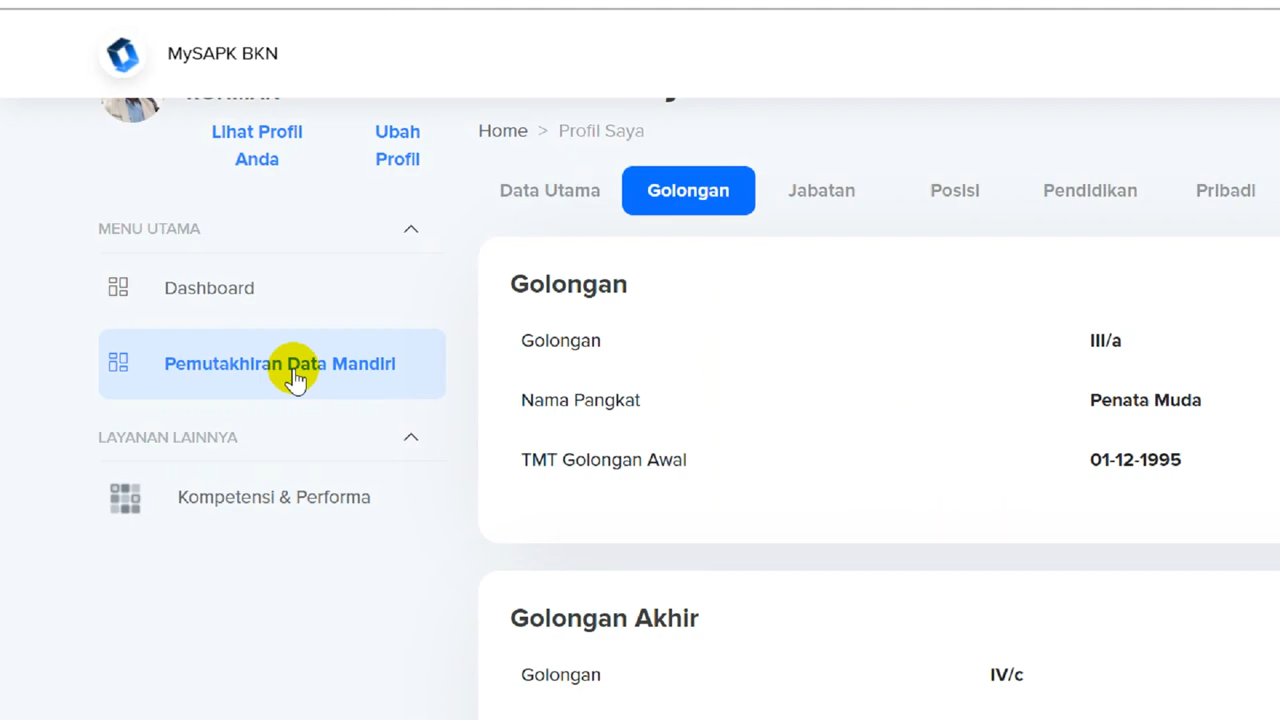 MySAPK BKN
Lihat Profil
Anda
Ubah
Profil
MENU UTAMA
Dashboard
Pemutakhiran Data Mandiri
LAYANAN LAINNYA
Kompetensi & Performa
Home > Profil Saya
Data Utama Golongan Jabatan Posisi Pendidikan Pribadi
Golongan
Golongan III/a
Nama Pangkat Penata Muda
TMT Golongan Awal 01-12-1995
Golongan Akhir
Golongan IV/c